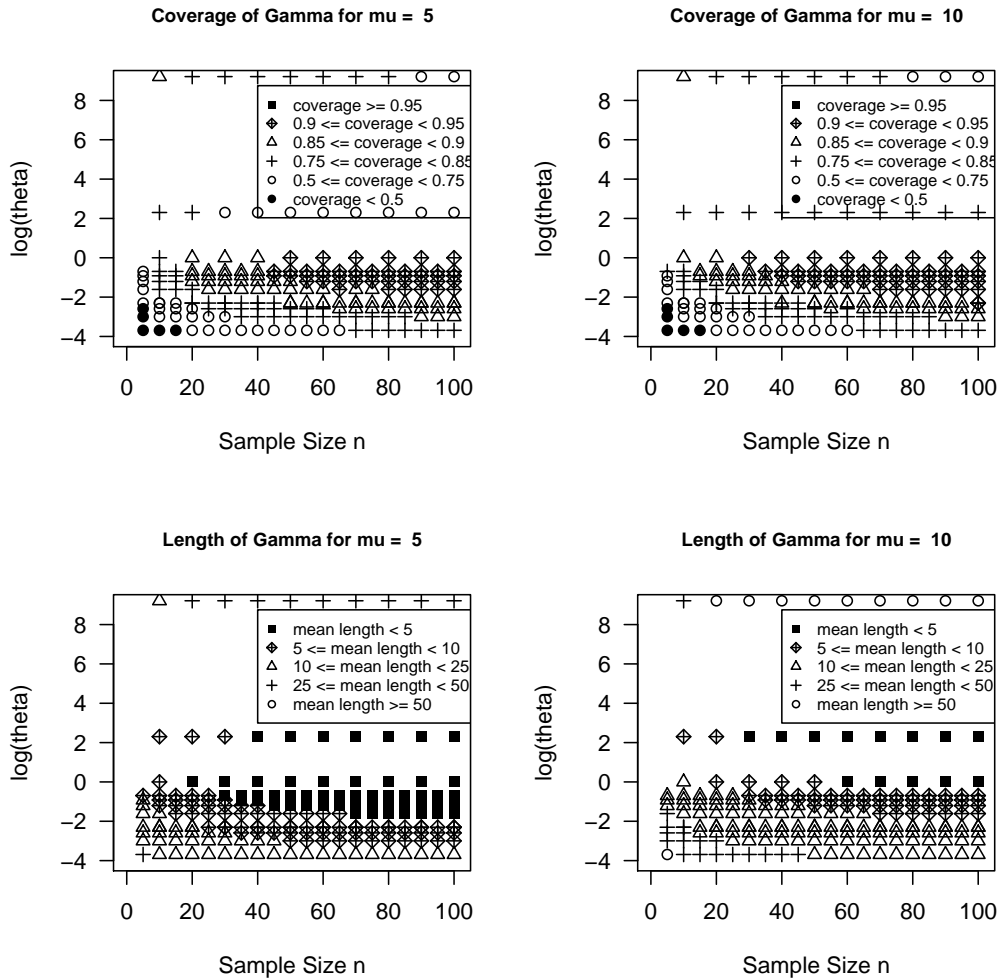 Coverage of Gamma for mu = 5
log(theta)
8
6
4
2
0
−2
−4
coverage >= 0.95
0.9 <= coverage < 0.95
0.85 <= coverage < 0.9
0.75 <= coverage < 0.85
0.5 <= coverage < 0.75
coverage < 0.5
0 20 40 60 80 100
Sample Size n
Coverage of Gamma for mu = 10
log(theta)
8
6
4
2
0
−2
−4
coverage >= 0.95
0.9 <= coverage < 0.95
0.85 <= coverage < 0.9
0.75 <= coverage < 0.85
0.5 <= coverage < 0.75
coverage < 0.5
0 20 40 60 80 100
Sample Size n
Length of Gamma for mu = 5
log(theta)
8
6
4
2
0
−2
−4
mean length < 5
5 <= mean length < 10
10 <= mean length < 25
25 <= mean length < 50
mean length >= 50
0 20 40 60 80 100
Sample Size n
Length of Gamma for mu = 10
log(theta)
8
6
4
2
0
−2
−4
mean length < 5
5 <= mean length < 10
10 <= mean length < 25
25 <= mean length < 50
mean length >= 50
0 20 40 60 80 100
Sample Size n